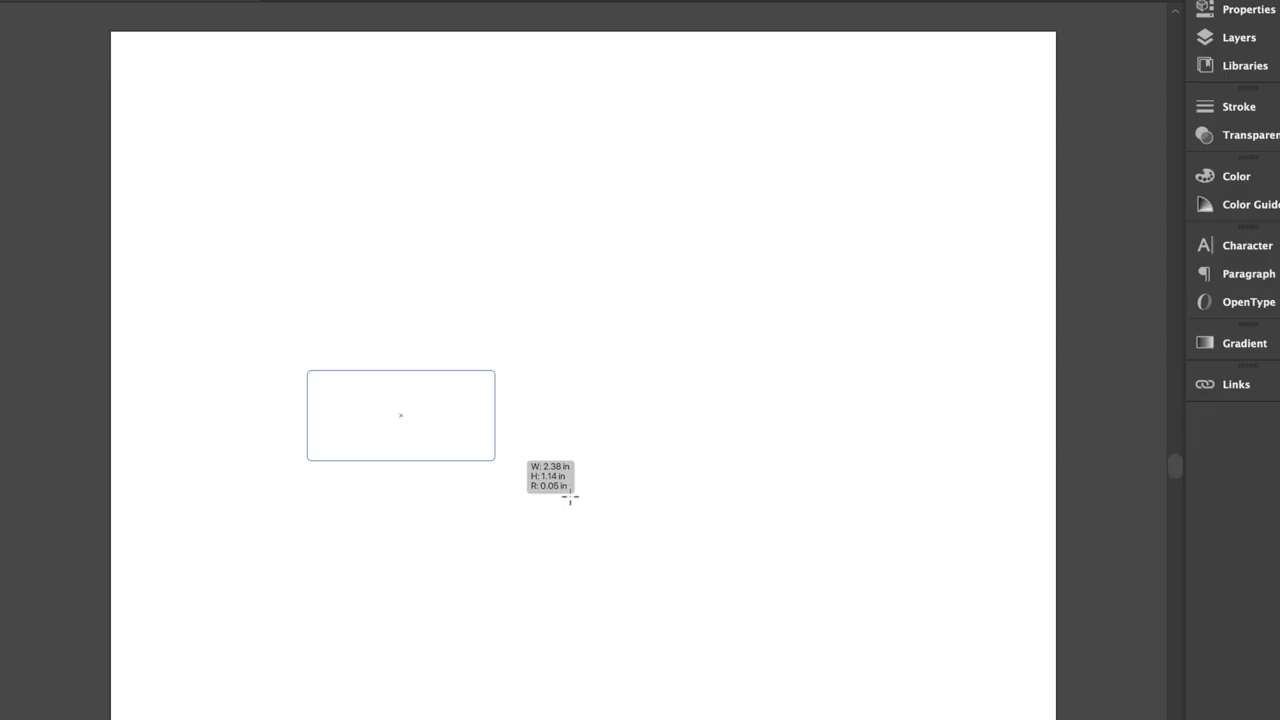 Properties
Layers
Libraries
Stroke
Transparen
Color
Color Guid
Character
Paragraph
OpenType
Gradient
Links
W: 2.38 in
H: 1.14 in
R: 0.05 in